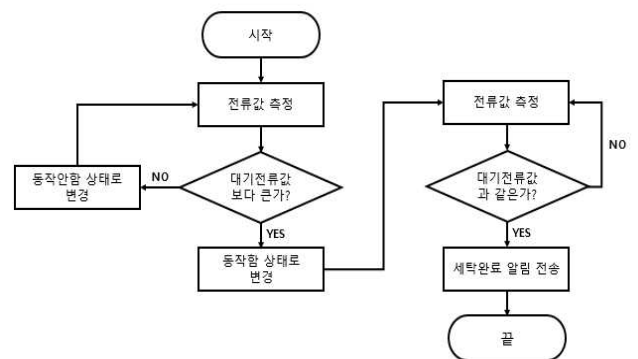 시작
전류값 측정
대기전류값
보다 큰가?
NO
동작안함 상태로
변경
YES
동작함 상태로
변경
전류값 측정
대기전류값
과 같은가?
NO
YES
세탁완료 알림 전송
끝